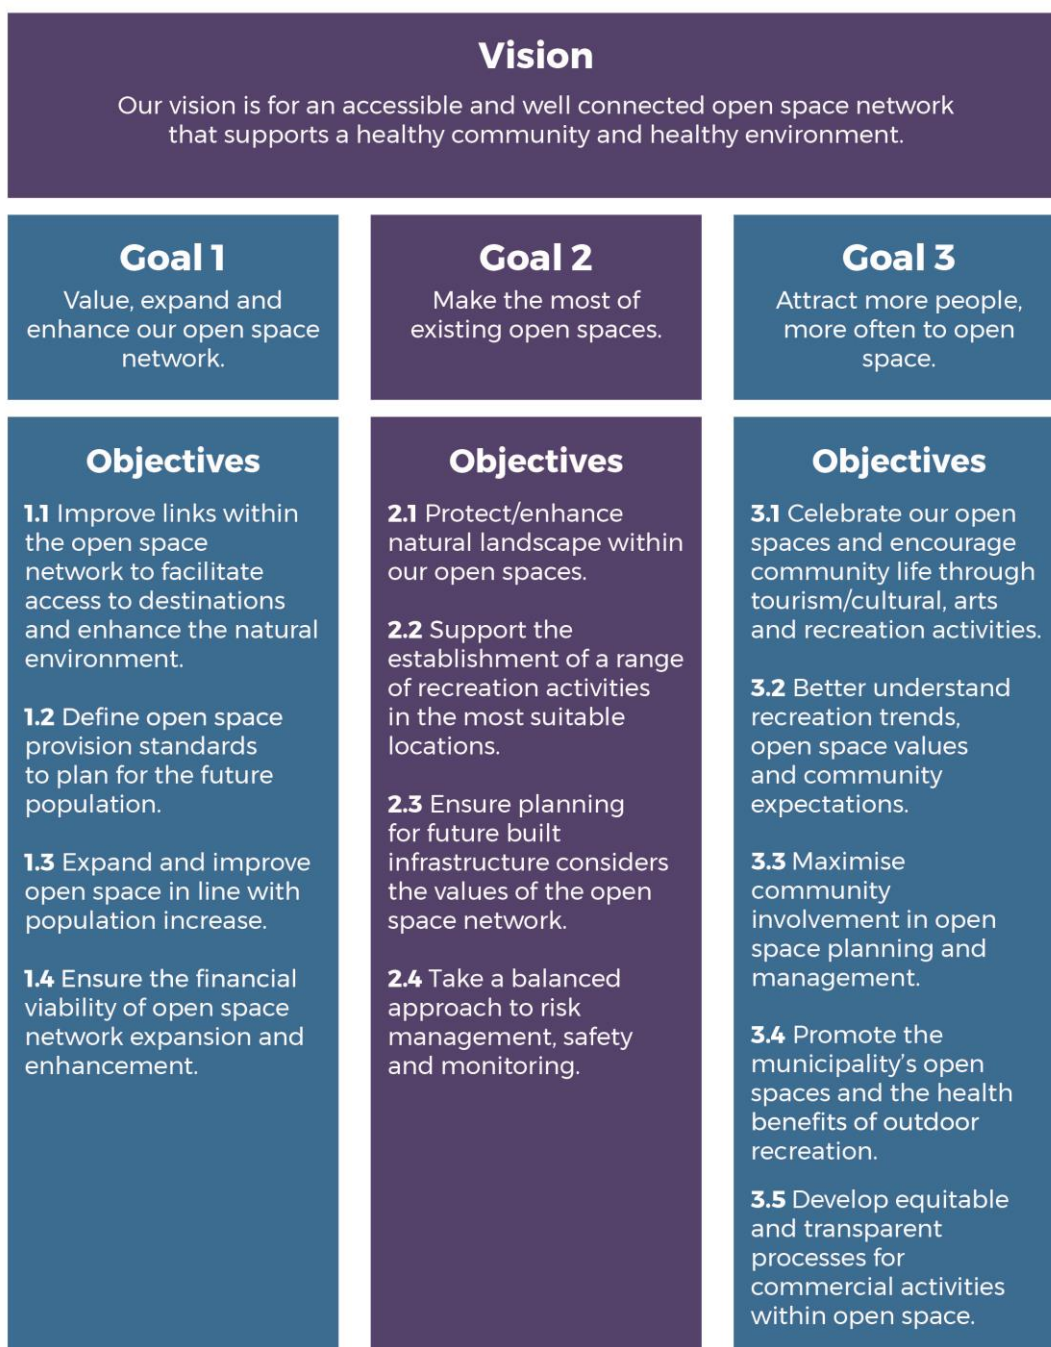 Vision
Our vision is for an accessible and well connected open space network
that supports a healthy community and healthy environment.
Goal 1
Value, expand and
enhance our open space
network.
Goal 2
Make the most of
existing open spaces.
Goal 3
Attract more people,
more often to open
space.
Objectives
1.1 Improve links within
the open space
network to facilitate
access to destinations
and enhance the natural
environment.
1.2 Define open space
provision standards
to plan for the future
population.
1.3 Expand and improve
open space in line with
population increase.
1.4 Ensure the financial
viability of open space
network expansion and
enhancement.
Objectives
2.1 Protect/enhance
natural landscape within
our open spaces.
2.2 Support the
establishment of a range
of recreation activities
in the most suitable
locations.
2.3 Ensure planning
for future built
infrastructure considers
the values of the open
space network.
2.4 Take a balanced
approach to risk
management, safety
and monitoring.
Objectives
3.1 Celebrate our open
spaces and encourage
community life through
tourism/cultural, arts
and recreation activities.
3.2 Better understand
recreation trends,
open space values
and community
expectations.
3.3 Maximise
community
involvement in open
space planning and
management.
3.4 Promote the
municipality’s open
spaces and the health
benefits of outdoor
recreation.
3.5 Develop equitable
and transparent
processes for
commercial activities
within open space.